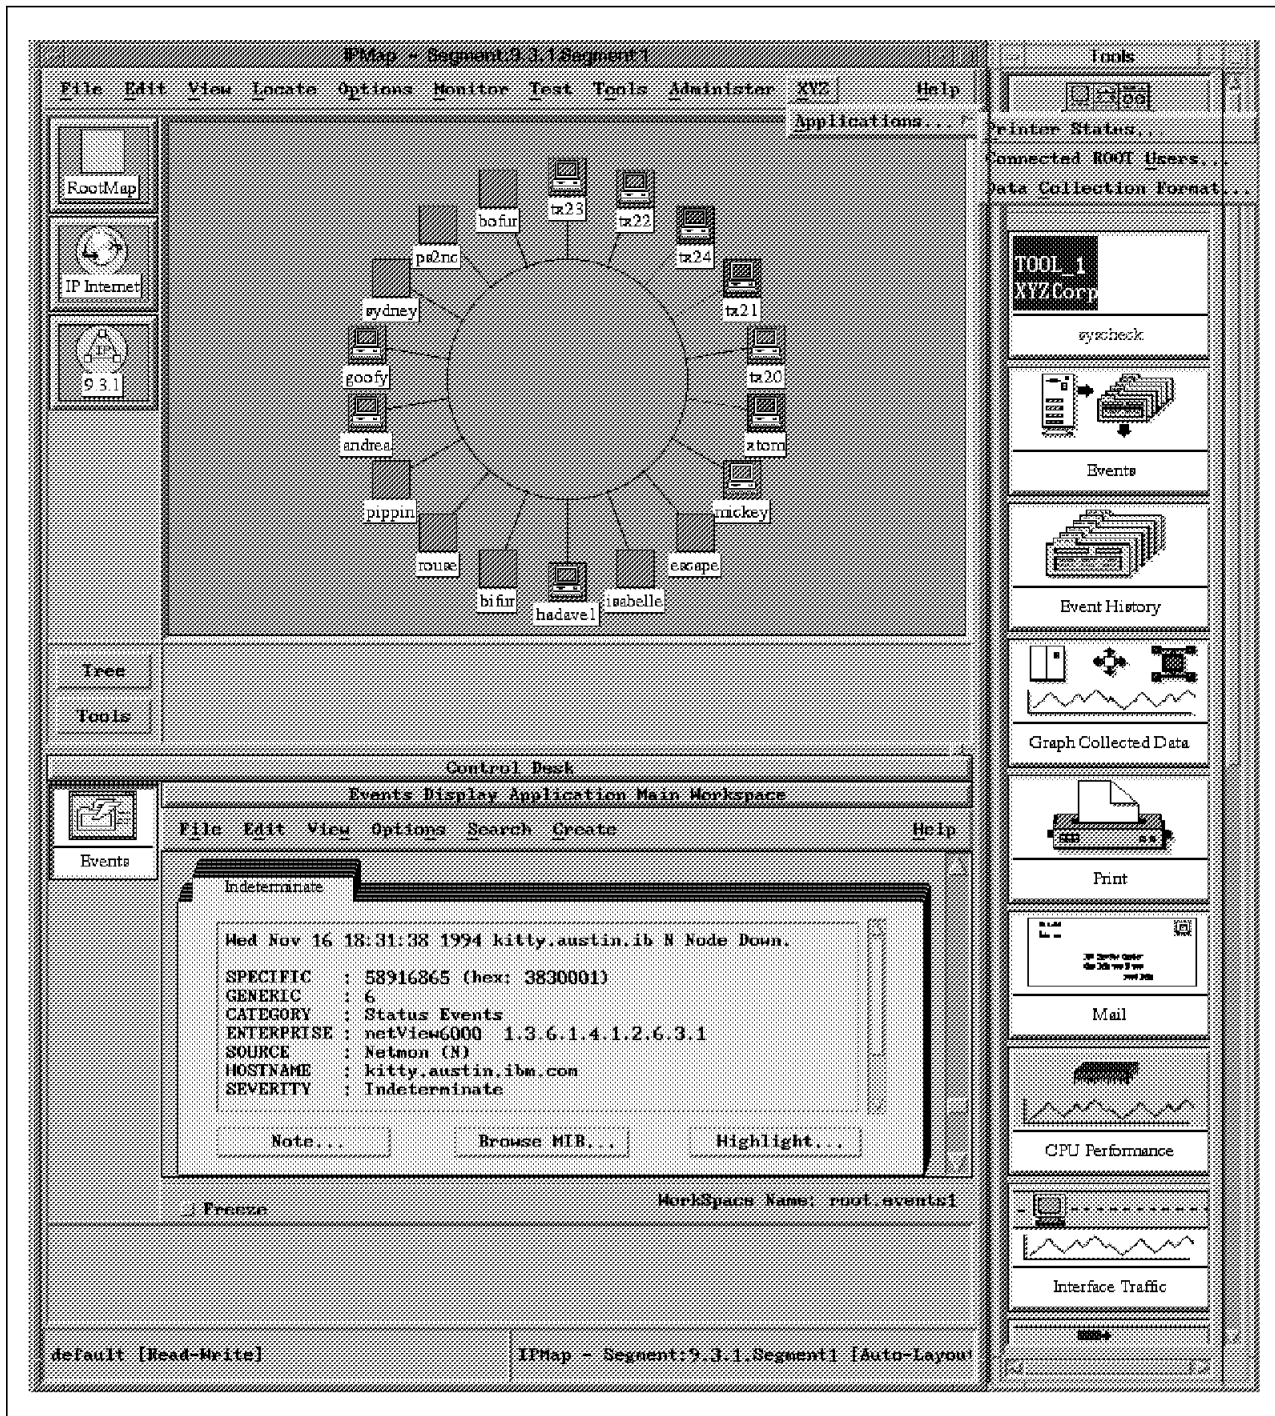 IPMap - Segment:9.3.1.Segment1
File Edit View Locate Options Monitor Test Tools Administer XYZ Help
Applications...
Printer Status..
Connected ROOT Users...
Data Collection Format...
RootMap
IP Internet
IP
9.3.1
bofur
tx23
tx22
ps2nc
tx24
sydney
tx21
goofy
tx20
andrea
atom
pippin
mickey
rouse
escape
bifur
hadave1
isabelle
Tree
Tools
Control Desk
Events
Events Display Application Main Workspace
File Edit View Options Search Create Help
Indeterminate
Wed Nov 16 18:31:38 1994 kitty.austin.ib N Node Down.
SPECIFIC : 58916865 (hex: 3830001)
GENERIC : 6
CATEGORY : Status Events
ENTERPRISE : netView6000 1.3.6.1.4.1.2.6.3.1
SOURCE : Netmon (N)
HOSTNAME : kitty.austin.ibm.com
SEVERITY : Indeterminate
Note... Browse MIB... Highlight...
Freeze
WorkSpace Name: root.events1
default [Read-Write]
IPMap - Segment:9.3.1.Segment1 [Auto-Layou
Tools
TOOL_1
XYZCorp
syscheck
Events
Event History
Graph Collected Data
Print
Mail
CPU Performance
Interface Traffic